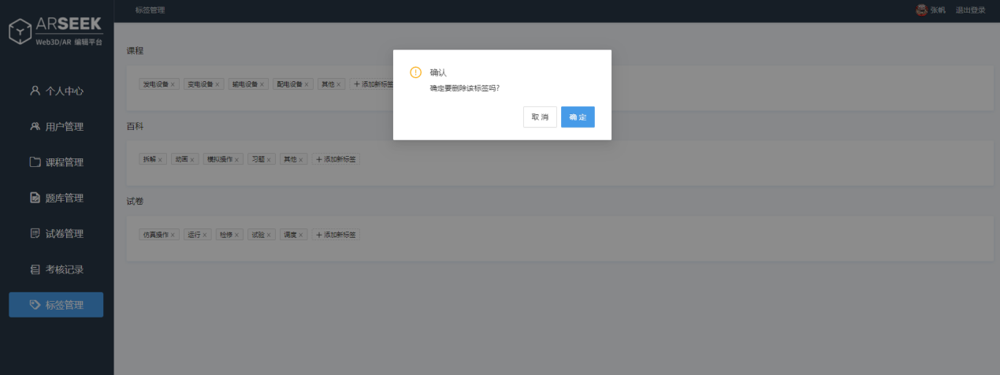 ARSEEK
Web3D/AR 编辑平台
个人中心
用户管理
课程管理
题库管理
试卷管理
考核记录
标签管理
标签管理
张帆 退出登录
课程
发电设备 × 变电设备 × 输电设备 × 配电设备 × 其他 × + 添加新标签
百科
拆解 × 动画 × 模拟操作 × 习题 × 其他 × + 添加新标签
试卷
仿真操作 × 运行 × 检修 × 试验 × 调度 × + 添加新标签
确认
确定要删除该标签吗?
取消 确定